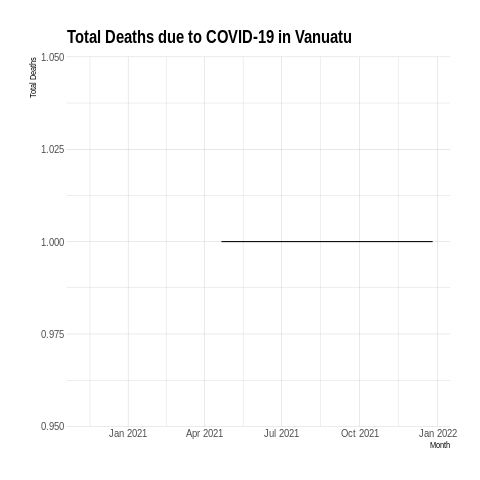 Total Deaths due to COVID-19 in Vanuatu
Total Deaths
1.050
1.025
1.000
0.975
0.950
Jan 2021 Apr 2021 Jul 2021 Oct 2021 Jan 2022
Month